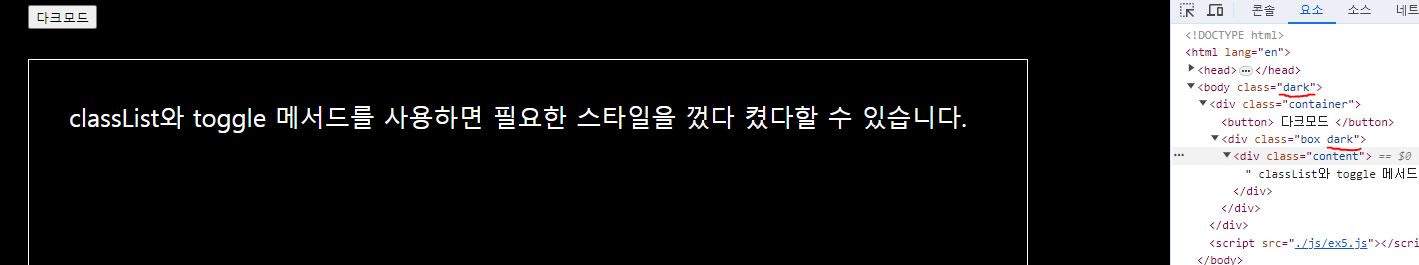 다크모드
classList와 toggle 메서드를 사용하면 필요한 스타일을 껐다 켰다할 수 있습니다.
콘솔 요소 소스 네트
<!DOCTYPE html>
<html lang="en">
<head> ⋯ </head>
<body class="dark">
<div class="container">
<button> 다크모드 </button>
<div class="box dark">
<div class="content"> == $0
" classList와 toggle 메서드
</div>
</div>
</div>
<script src="./js/ex5.js"></scr
</body>